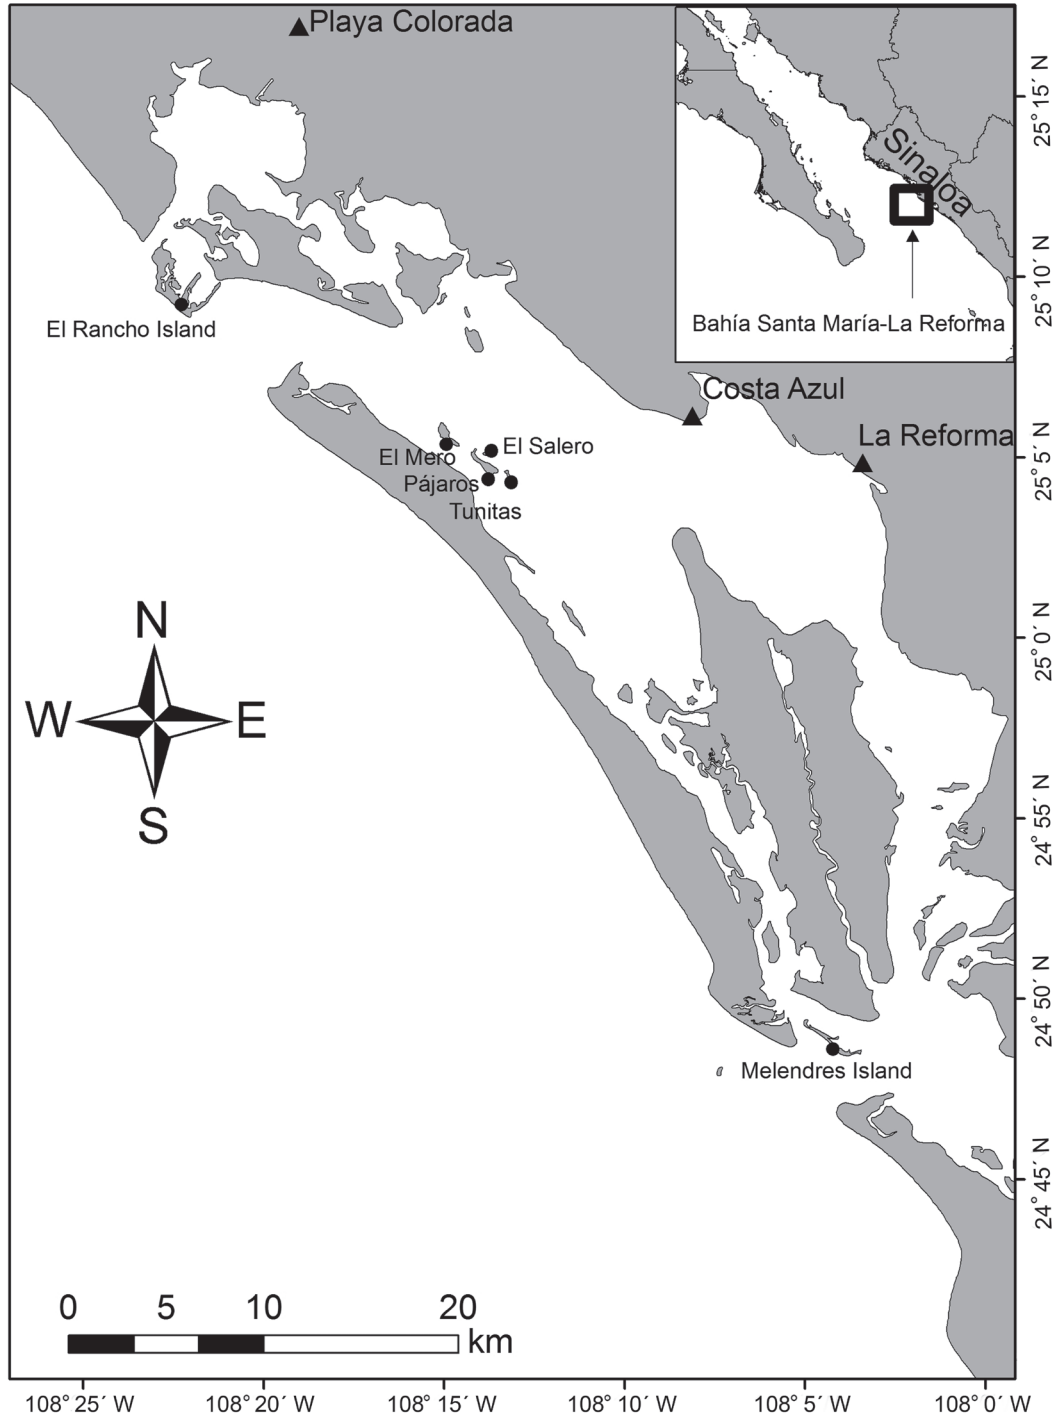 Playa Colorada
Sinaloa
Bahía Santa María-La Reforma
El Rancho Island
Costa Azul
La Reforma
El Salero
El Mero
Pájaros
Tunitas
N
W E
S
Melendres Island
0 5 10 20
km
25° 15´ N
25° 10´ N
25° 5´ N
25° 0´ N
24° 55´ N
24° 50´ N
24° 45´ N
108° 25´ W 108° 20´ W 108° 15´ W 108° 10´ W 108° 5´ W 108° 0´ W